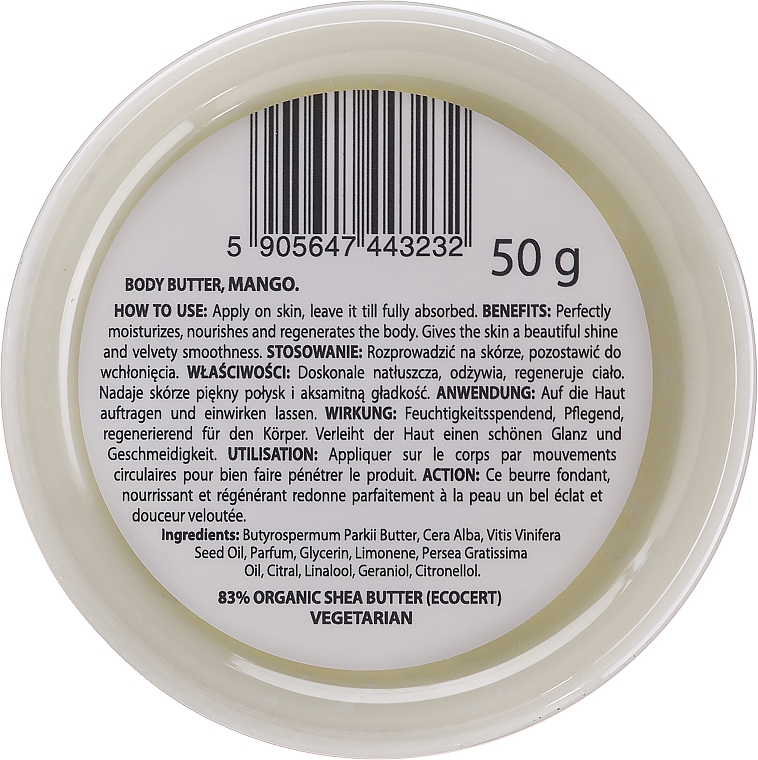 5 905647 443232
50 g
BODY BUTTER, MANGO.
HOW TO USE: Apply on skin, leave it till fully absorbed. BENEFITS: Perfectly
moisturizes, nourishes and regenerates the body. Gives the skin a beautiful shine
and velvety smoothness. STOSOWANIE: Rozprowadzić na skórze, pozostawić do
wchłonięcia. WŁAŚCIWOŚCI: Doskonale natłuszcza, odżywia, regeneruje ciało.
Nadaje skórze piękny połysk i aksamitną gładkość. ANWENDUNG: Auf die Haut
auftragen und einwirken lassen. WIRKUNG: Feuchtigkeitsspendend, Pflegend,
regenerierend für den Körper. Verleiht der Haut einen schönen Glanz und
Geschmeidigkeit. UTILISATION: Appliquer sur le corps par mouvements
circulaires pour bien faire pénétrer le produit. ACTION: Ce beurre fondant,
nourrissant et régénérant redonne parfaitement à la peau un bel éclat et
douceur veloutée.
Ingredients: Butyrospermum Parkii Butter, Cera Alba, Vitis Vinifera
Seed Oil, Parfum, Glycerin, Limonene, Persea Gratissima
Oil, Citral, Linalool, Geraniol, Citronellol.
83% ORGANIC SHEA BUTTER (ECOCERT)
VEGETARIAN